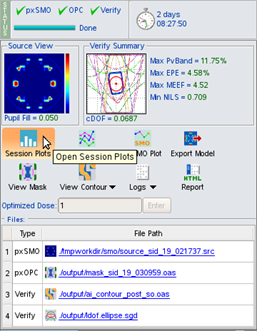 STATUS
pxSMO
OPC
Verify
Done
2 days
08:27.50
Source View
Verify Summary
Pupil Fill = 0.050
Max PvBand = 11.75%
Max EPE = 4.58%
Max MEEF = 4.52
Min NILS = 0.709
cDOF = 0.0687
SMO
Session Plots
MO Plot
Export Model
Open Session Plots
HTML
View Mask
View Contour
Logs
Report
Optimized Dose:
1
Enter
Files:
Type
File Path
1 pxSMO /tmpworkdir/smo/source_sid_19_021737.src
2 pxOPC ./output/mask_sid_19_030959.oas
3 Verify ./output/ai_contour_post_so.oas
4 Verify ./output/ldof.ellipse.sgd